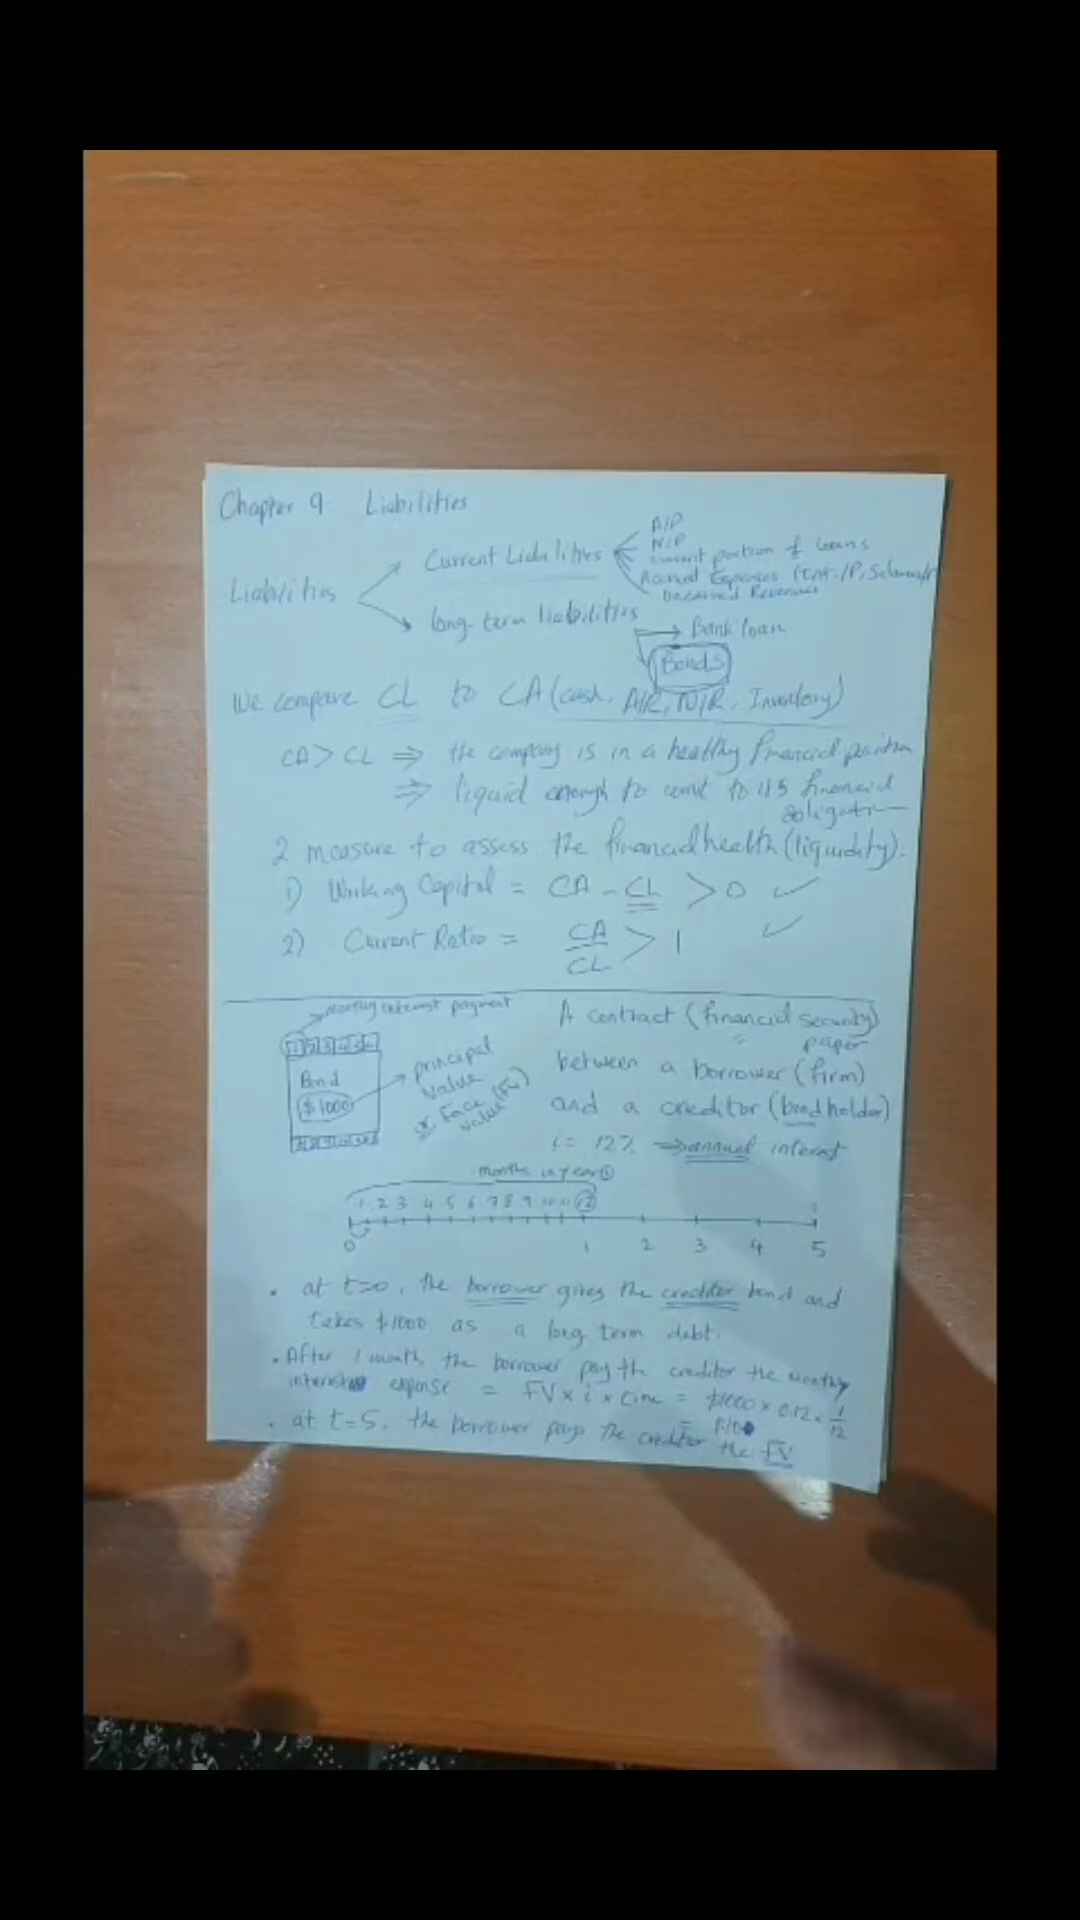 Chapter 9: Liabilities
Liabilities
Current Liabilities
A/P
N/P
Current portion of loans
Accrued Expenses (Int./P, Salaries/P
Unearned Revenues
long-term liabilities
Bank loan
Bonds
We compare CL to CA (cash, A/R, N/R, Inventory)
CA > CL ⇒ the company is in a healthy financial position
⇒ liquid enough to to its financial
2 measure to assess the financial health (liquidity):
1) Working Capital = CA - CL > 0 ✓
2) Current Ratio = CA/CL > 1 ✓
monthly interest payment
Bond
$1000
principal
value
or Face
value (FV)
A contract (financial security)
paper
between a borrower (firm)
and a creditor (bondholder)
i = 12% ⇒ annual interest
months in year 1
1 2 3 4 5 6 7 8 9 10 11 12
0 1 2 3 4 5
• at t=0, the borrower gives the creditor bond and
takes $1000 as a long term debt.
• After 1 month, the borrower pay the creditor the monthly
interest expense = FV × i × time = $1000 × 0.12 × 1/12
= $10
• at t=5, the borrower pays the creditor the FV